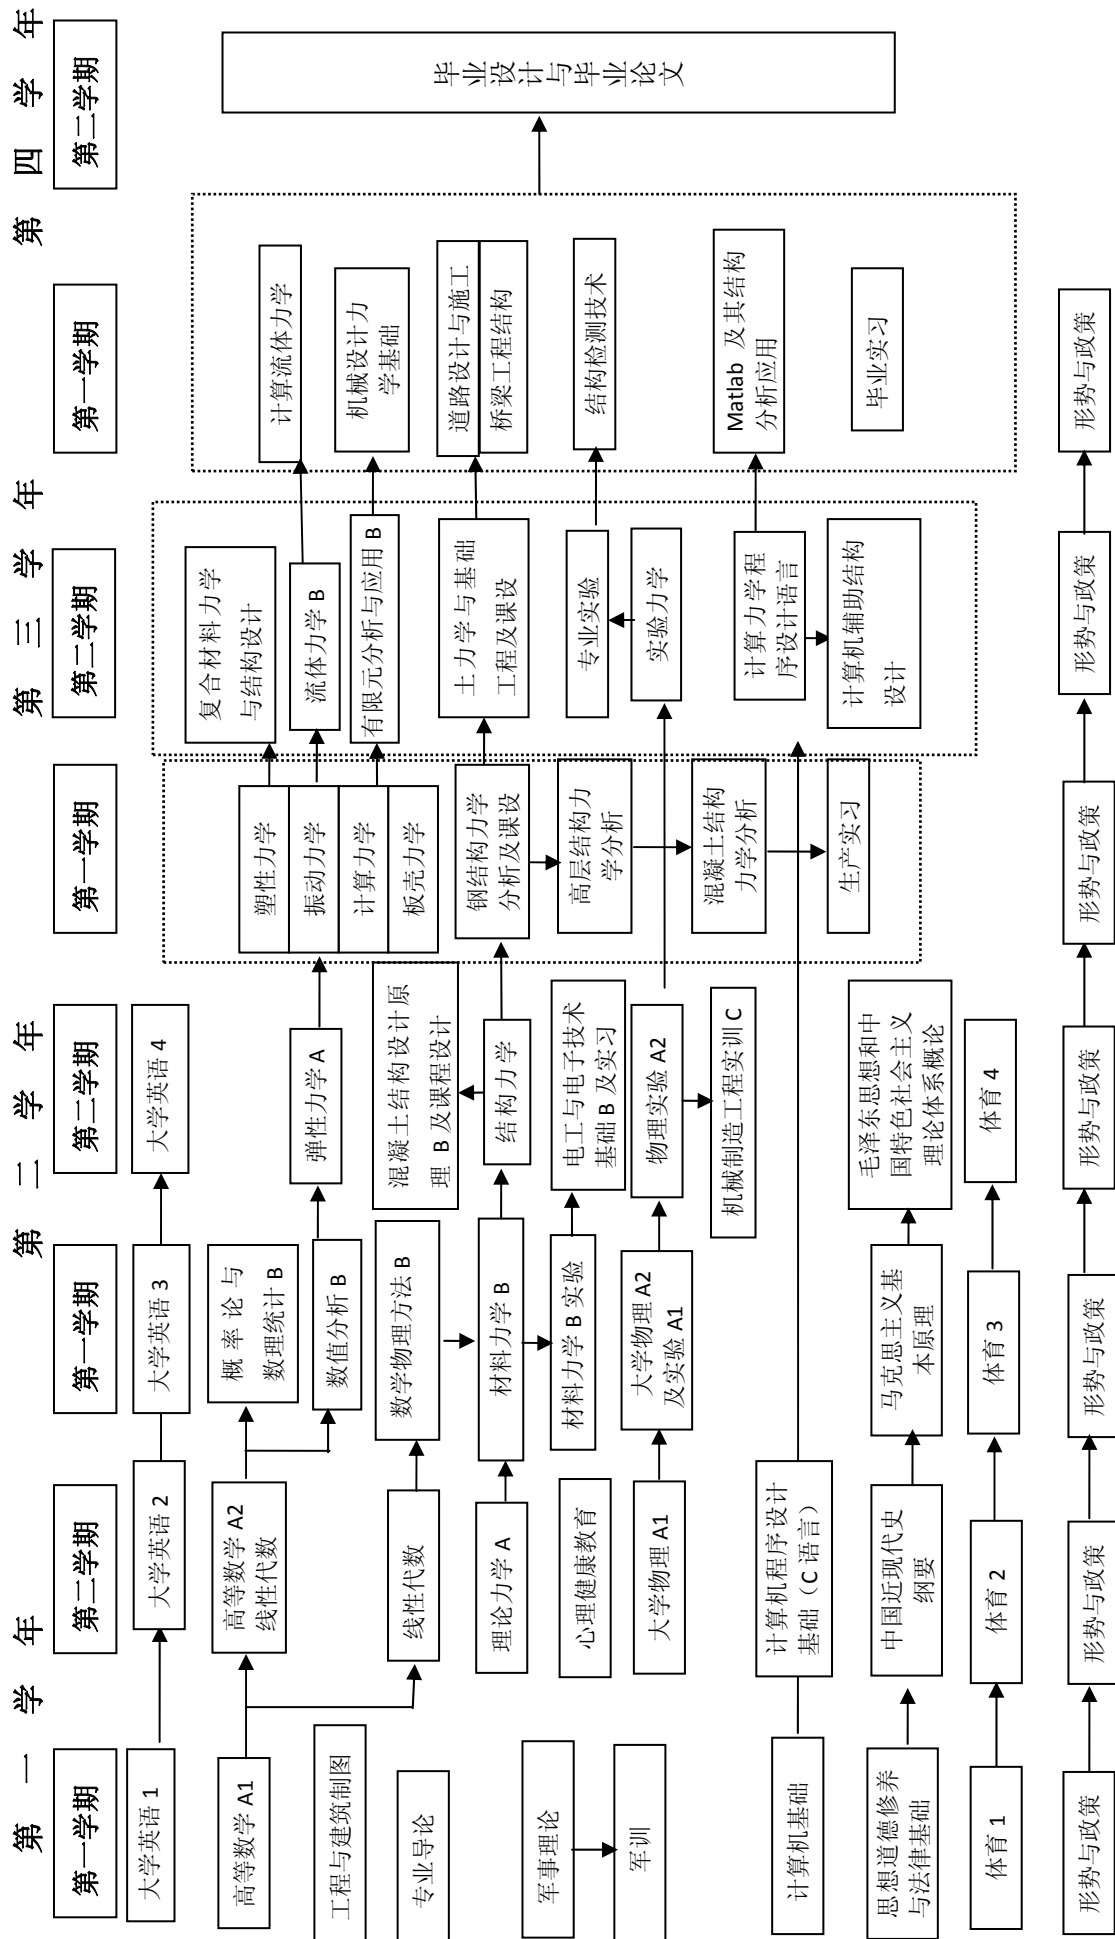 第一学年
第二学年
第三学年
第四学年
第一学期
第二学期
第一学期
第二学期
第一学期
第二学期
第一学期
第二学期
大学英语 1
高等数学 A1
工程与建筑制图
专业导论
军事理论
军训
计算机基础
思想道德修养
与法律基础
体育 1
形势与政策
大学英语 2
高等数学 A2
线性代数
线性代数
理论力学 A
心理健康教育
大学物理 A1
计算机程序设计
基础（C 语言）
中国近现代史
纲要
体育 2
形势与政策
大学英语 3
概率论与
数理统计 B
数值分析 B
数学物理方法 B
材料力学 B
材料力学 B 实验
大学物理 A2
及实验 A1
马克思主义基
本原理
体育 3
形势与政策
大学英语 4
弹性力学 A
混凝土结构设计原
理 B 及课程设计
结构力学
电工与电子技术
基础 B 及实习
物理实验 A2
机械制造工程实训 C
毛泽东思想和中
国特色社会主义
理论体系概论
体育 4
形势与政策
塑性力学
振动力学
计算力学
板壳力学
钢结构力学
分析及课设
高层结构力
学分析
混凝土结构
力学分析
生产实习
形势与政策
复合材料力学
与结构设计
流体力学 B
有限元分析与应用 B
土力学与基础
工程及课设
专业实验
实验力学
计算力学程
序设计语言
计算机辅助结构
设计
形势与政策
计算流体力学
机械设计力
学基础
道路设计与施工
桥梁工程结构
结构检测技术
Matlab 及其结构
分析应用
毕业实习
形势与政策
毕业设计与毕业论文